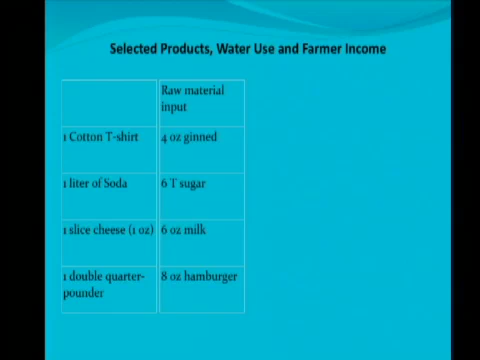 Selected Products, Water Use and Farmer Income
Raw material
input
1 Cotton T-shirt
4 oz ginned
1 liter of Soda
6 T sugar
1 slice cheese (1 oz)
6 oz milk
1 double quarter-
pounder
8 oz hamburger